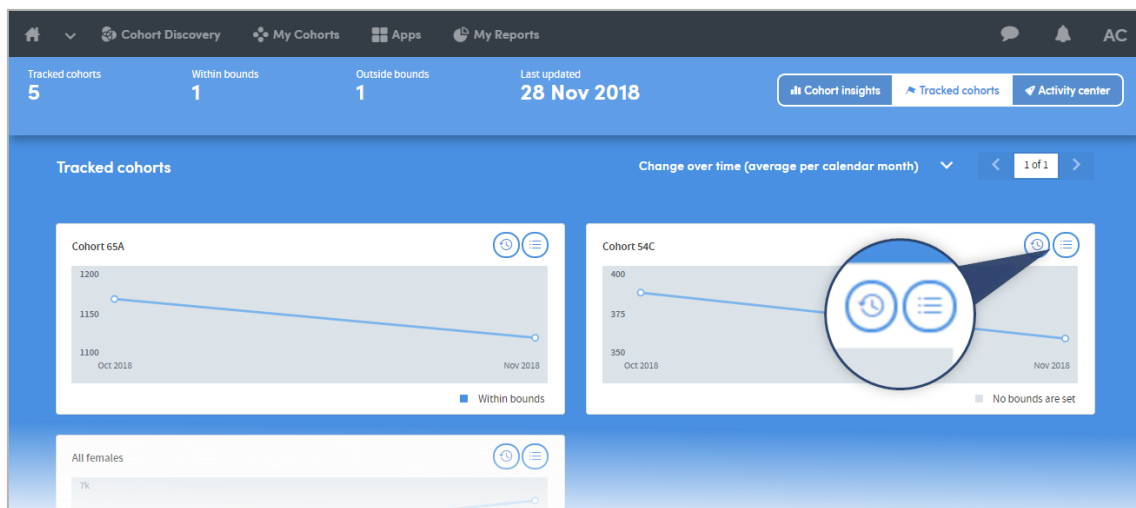 Cohort Discovery My Cohorts Apps My Reports AC
Tracked cohorts Within bounds Outside bounds Last updated
5 1 1 28 Nov 2018
Cohort insights Tracked cohorts Activity center
Tracked cohorts Change over time (average per calendar month) 1 of 1
Cohort 65A
1200
1150
1100
Oct 2018 Nov 2018
Within bounds
Cohort 54C
400
375
350
Oct 2018 Nov 2018
No bounds are set
All females
7k